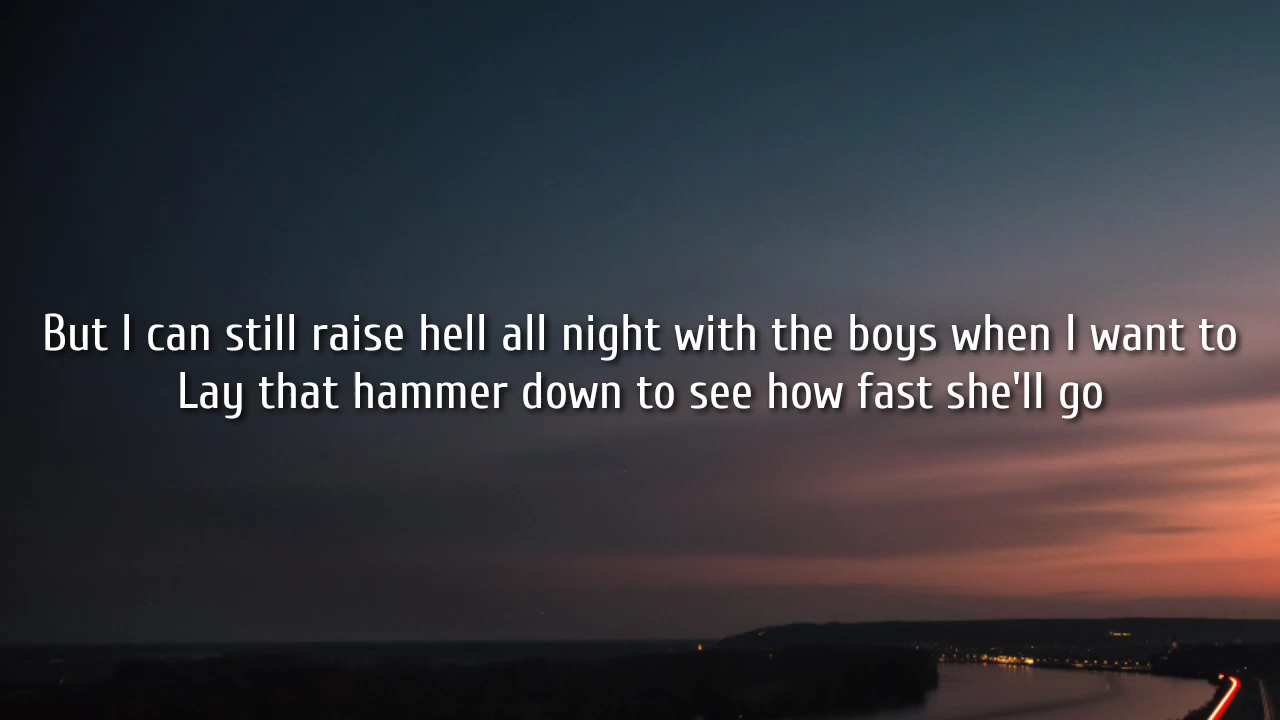 But I can still raise hell all night with the boys when I want to
Lay that hammer down to see how fast she'll go